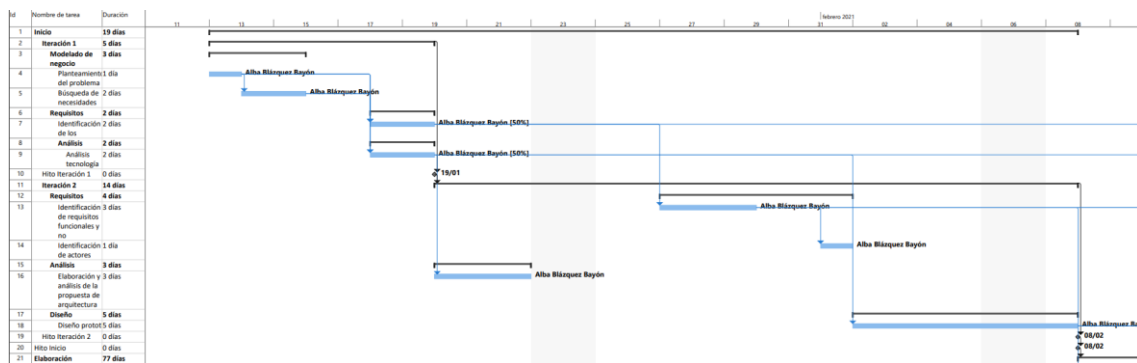 Id Nombre de tarea Duración
febrero 2021
11 13 15 17 19 21 23 25 27 29 31 02 04 06 08
1 Inicio 19 días
2 Iteración 1 5 días
3 Modelado de negocio 3 días
4 Planteamient del problema 1 día Alba Blázquez Bayón
5 Búsqueda de necesidades 2 días Alba Blázquez Bayón
6 Requisitos 2 días
7 Identificación de los 2 días Alba Blázquez Bayón [50%]
8 Análisis 2 días
9 Análisis tecnología 2 días Alba Blázquez Bayón [50%]
10 Hito Iteración 1 0 días 19/01
11 Iteración 2 14 días
12 Requisitos 4 días
13 Identificación de requisitos funcionales y no 3 días Alba Blázquez Bayón
14 Identificación de actores 1 día Alba Blázquez Bayón
15 Análisis 3 días
16 Elaboración y análisis de la propuesta de arquitectura 3 días Alba Blázquez Bayón
17 Diseño 5 días
18 Diseño protot 5 días Alba Blázquez Ba
19 Hito Iteración 2 0 días 08/02
20 Hito Inicio 0 días 08/02
21 Elaboración 77 días